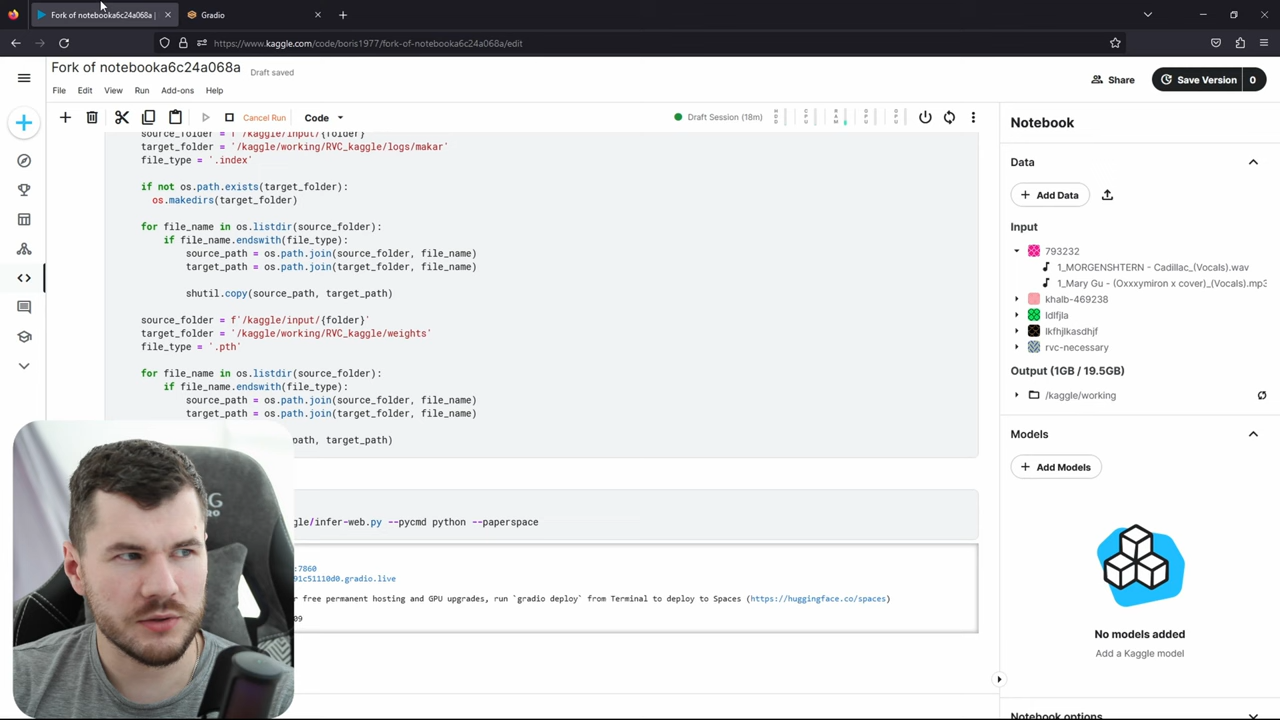 Fork of notebooka6c24a068a |
Gradio
https://www.kaggle.com/code/boris1977/fork-of-notebooka6c24a068a/edit
Fork of notebooka6c24a068a
Draft saved
File Edit View Run Add-ons Help
Share
Save Version 0
Cancel Run
Code
Draft Session (18m)
source_folder = f'/kaggle/input/{folder}'
target_folder = '/kaggle/working/RVC_kaggle/logs/makar'
file_type = '.index'
if not os.path.exists(target_folder):
os.makedirs(target_folder)
for file_name in os.listdir(source_folder):
if file_name.endswith(file_type):
source_path = os.path.join(source_folder, file_name)
target_path = os.path.join(target_folder, file_name)
shutil.copy(source_path, target_path)
source_folder = f'/kaggle/input/{folder}'
target_folder = '/kaggle/working/RVC_kaggle/weights'
file_type = '.pth'
for file_name in os.listdir(source_folder):
if file_name.endswith(file_type):
source_path = os.path.join(source_folder, file_name)
target_path = os.path.join(target_folder, file_name)
path, target_path)
gle/infer-web.py --pycmd python --paperspace
:7860
91c51110d0.gradio.live
r free permanent hosting and GPU upgrades, run `gradio deploy` from Terminal to deploy to Spaces (https://huggingface.co/spaces)
09
Notebook
Data
Add Data
Input
793232
1_MORGENSHTERN - Cadillac_(Vocals).wav
1_Mary Gu - (Oxxxymiron x cover)_(Vocals).mp3
khalb-469238
ldlfjla
lkfhjlkasdhjf
rvc-necessary
Output (1GB / 19.5GB)
/kaggle/working
Models
Add Models
No models added
Add a Kaggle model
Notebook options